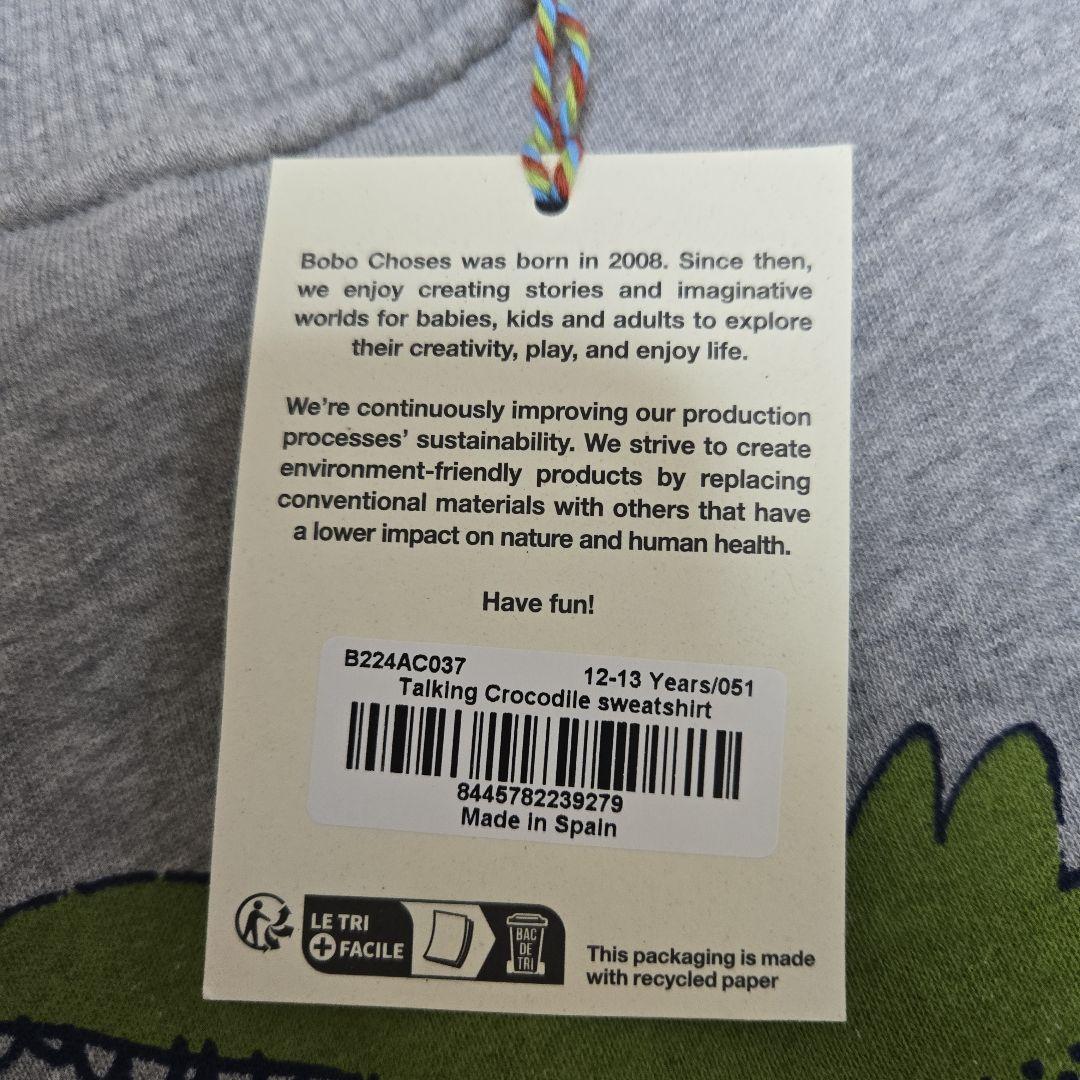 Bobo Choses was born in 2008. Since then,
we enjoy creating stories and imaginative
worlds for babies, kids and adults to explore
their creativity, play, and enjoy life.
We're continuously improving our production
processes' sustainability. We strive to create
environment-friendly products by replacing
conventional materials with others that have
a lower impact on nature and human health.
Have fun!
B224AC037 12-13 Years/051
Talking Crocodile sweatshirt
8445782239279
Made in Spain
LE TRI
+ FACILE
BAC
DE
TRI
This packaging is made
with recycled paper